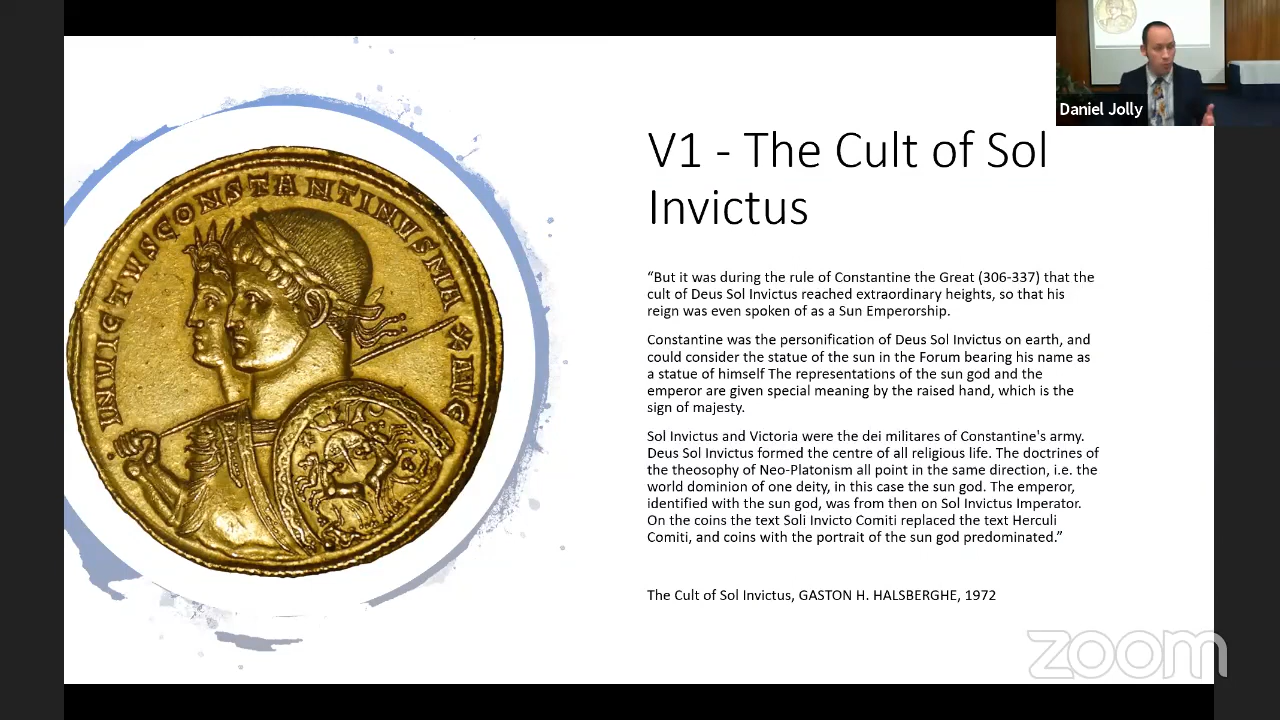 Daniel Jolly
INVICTUS CONSTANTINUS MAX AUG
V1 - The Cult of Sol
Invictus
“But it was during the rule of Constantine the Great (306-337) that the
cult of Deus Sol Invictus reached extraordinary heights, so that his
reign was even spoken of as a Sun Emperorship.
Constantine was the personification of Deus Sol Invictus on earth, and
could consider the statue of the sun in the Forum bearing his name as
a statue of himself The representations of the sun god and the
emperor are given special meaning by the raised hand, which is the
sign of majesty.
Sol Invictus and Victoria were the dei militares of Constantine's army.
Deus Sol Invictus formed the centre of all religious life. The doctrines of
the theosophy of Neo-Platonism all point in the same direction, i.e. the
world dominion of one deity, in this case the sun god. The emperor,
identified with the sun god, was from then on Sol Invictus Imperator.
On the coins the text Soli Invicto Comiti replaced the text Herculi
Comiti, and coins with the portrait of the sun god predominated.”
The Cult of Sol Invictus, GASTON H. HALSBERGHE, 1972
zoom